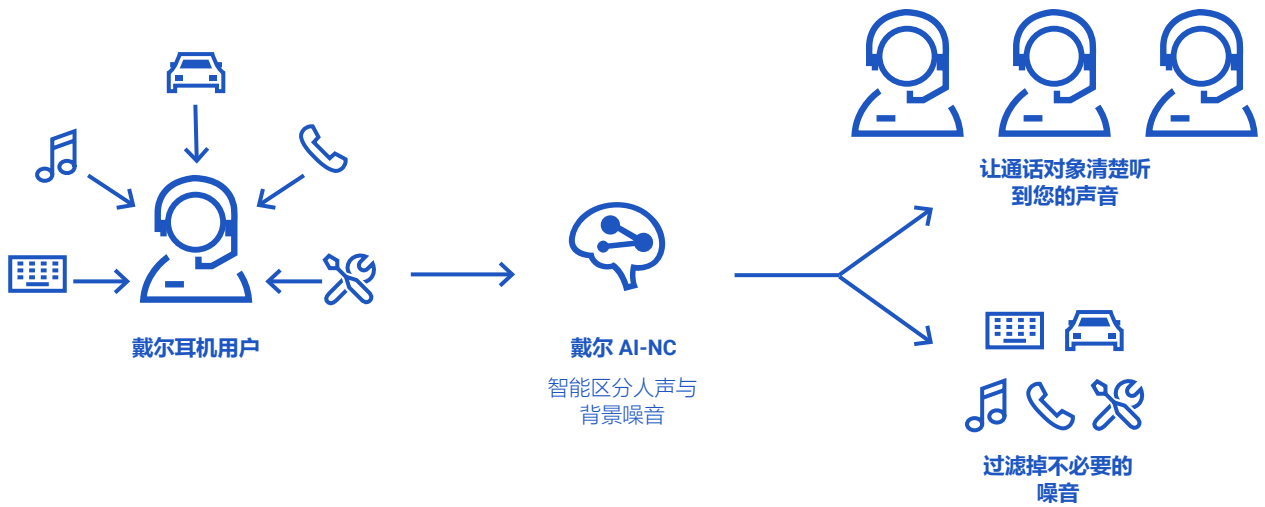 戴尔耳机用户
戴尔 AI-NC
智能区分人声与
背景噪音
让通话对象清楚听
到您的声音
过滤掉不必要的
噪音